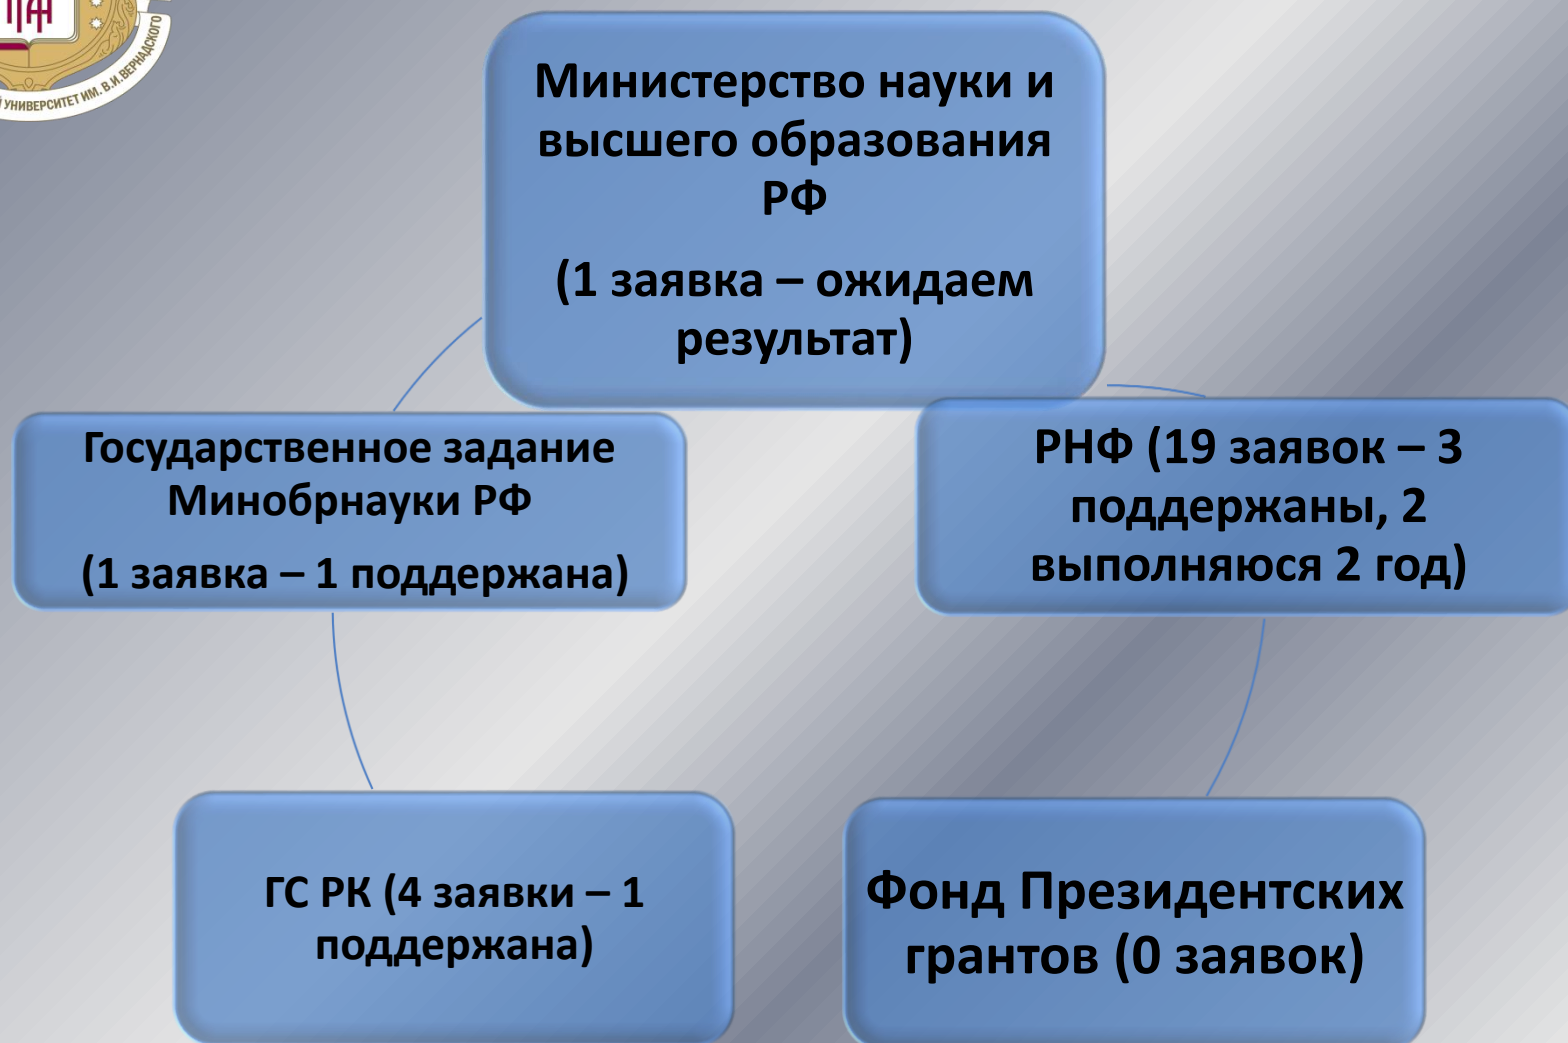 УНИВЕРСИТЕТ ИМ. В.И.ВЕРНАДСКОГО
Министерство науки и
высшего образования
РФ
(1 заявка – ожидаем
результат)
Государственное задание
Минобрнауки РФ
(1 заявка – 1 поддержана)
РНФ (19 заявок – 3
поддержаны, 2
выполняюся 2 год)
ГС РК (4 заявки – 1
поддержана)
Фонд Президентских
грантов (0 заявок)